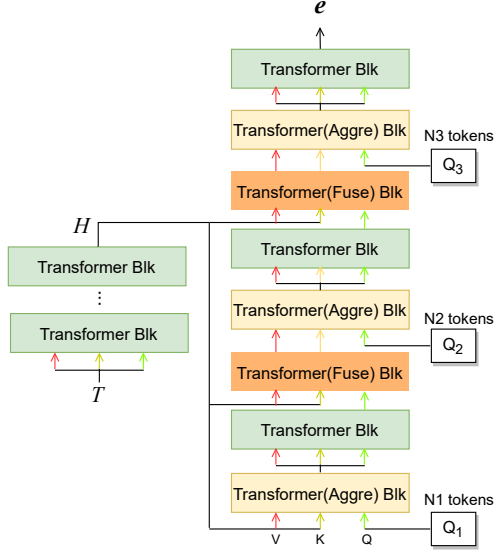 e
Transformer Blk
Transformer(Aggre) Blk
N3 tokens
Q3
Transformer(Fuse) Blk
H
Transformer Blk
Transformer Blk
...
Transformer(Aggre) Blk
N2 tokens
Q2
Transformer Blk
T
Transformer(Fuse) Blk
Transformer Blk
Transformer(Aggre) Blk
N1 tokens
Q1
V K Q